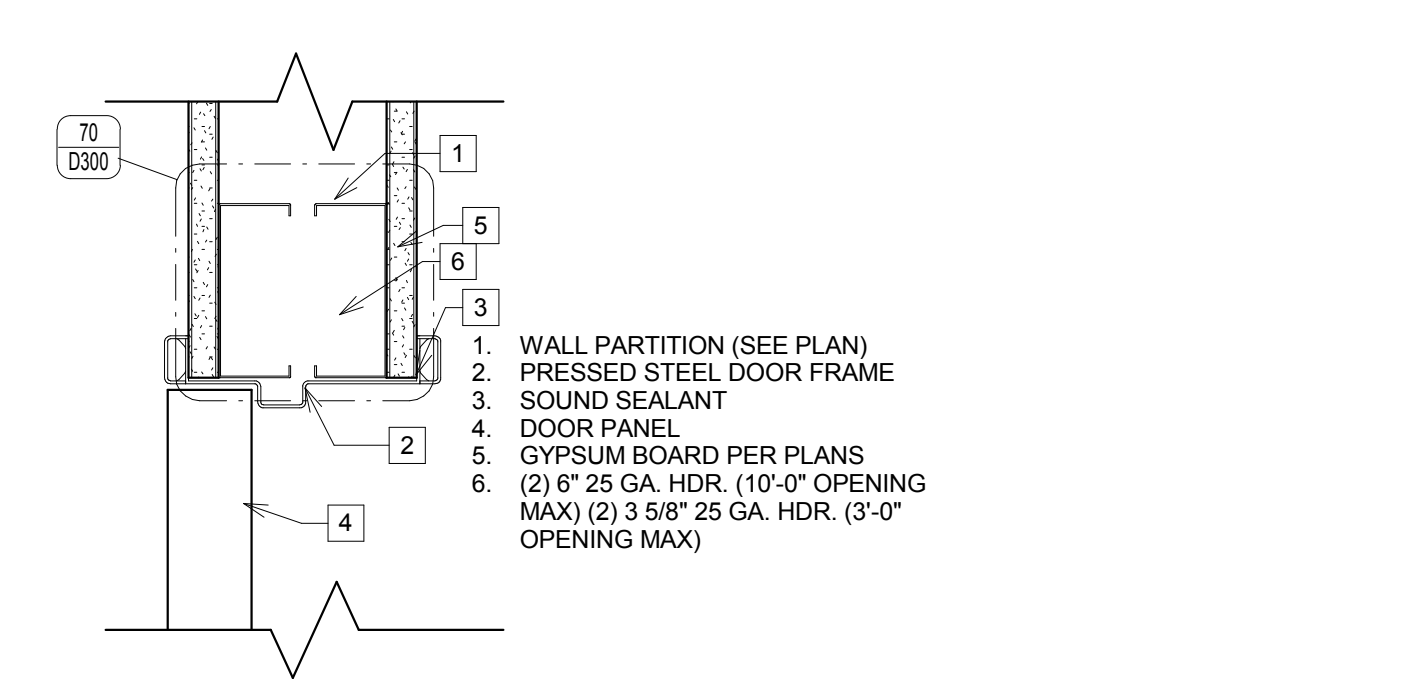 70
D300
1
5
6
3
1. WALL PARTITION (SEE PLAN)
2. PRESSED STEEL DOOR FRAME
3. SOUND SEALANT
4. DOOR PANEL
5. GYPSUM BOARD PER PLANS
6. (2) 6" 25 GA. HDR. (10'-0" OPENING
MAX) (2) 3 5/8" 25 GA. HDR. (3'-0"
OPENING MAX)
2
4